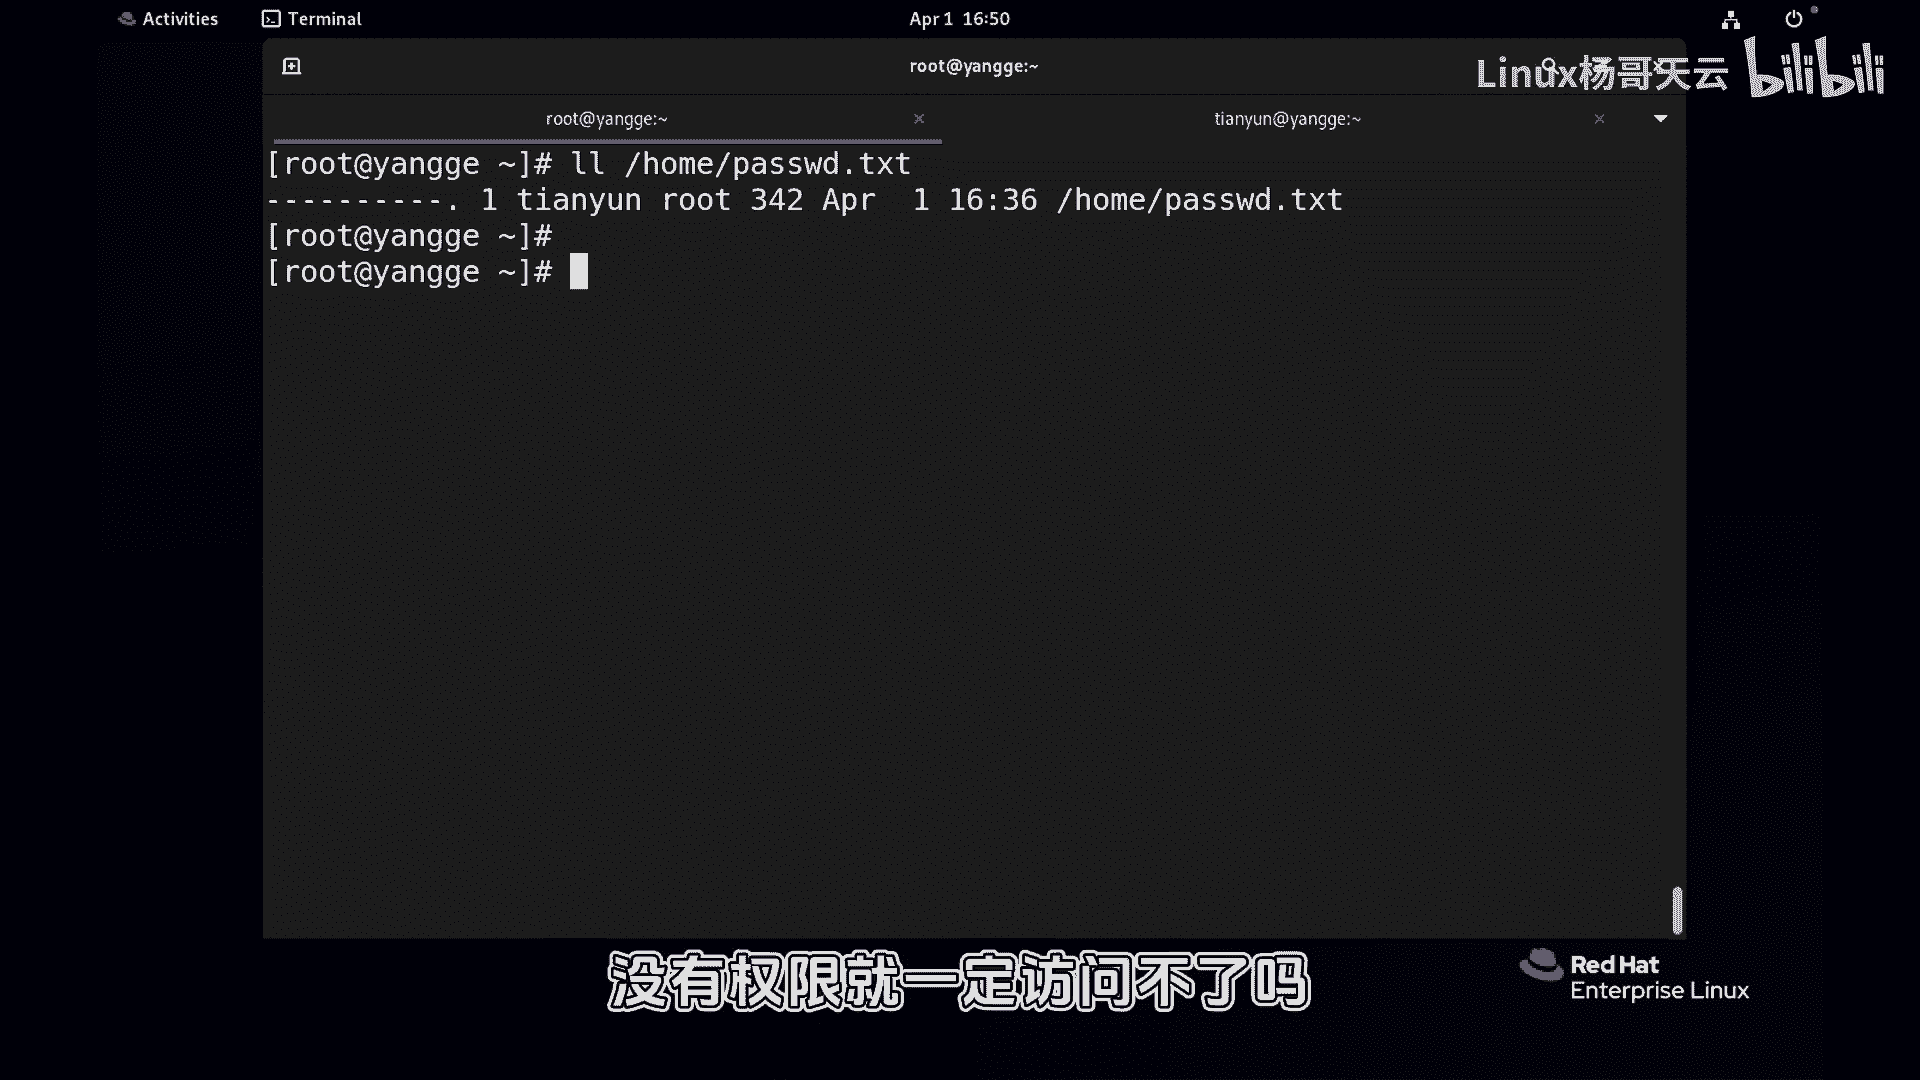 Activities Terminal Apr 1 16:50
root@yangge:~
Linux杨哥天云 bilibili
root@yangge:~ × tianyun@yangge:~ ×
[root@yangge ~]# ll /home/passwd.txt
----------. 1 tianyun root 342 Apr  1 16:36 /home/passwd.txt
[root@yangge ~]#
[root@yangge ~]#
没有权限就一定访问不了吗
Red Hat
Enterprise Linux